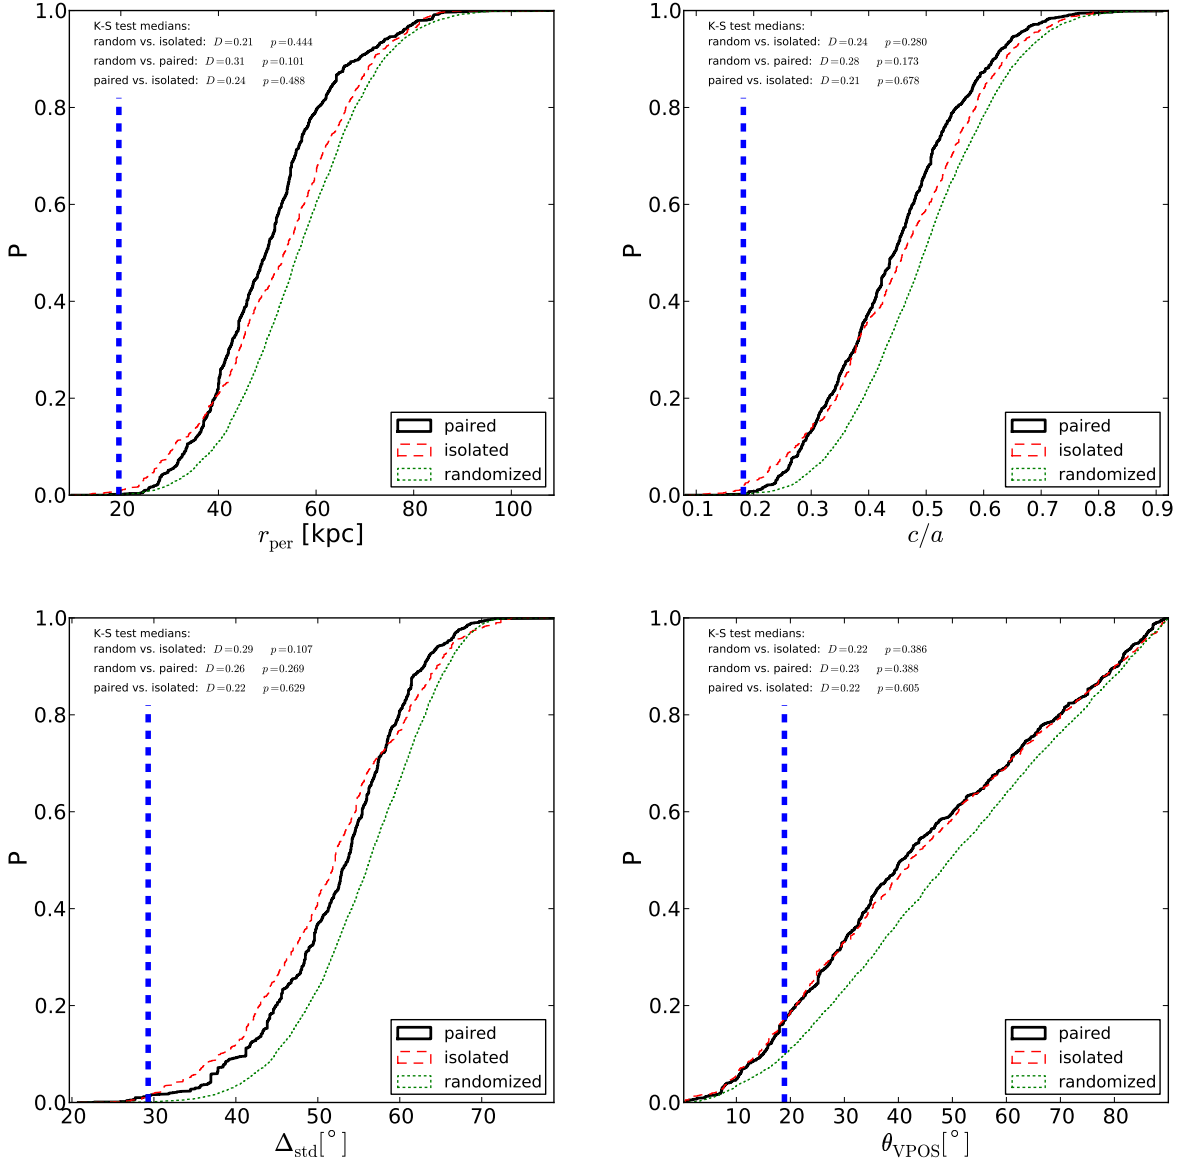 K-S test medians:
random vs. isolated: D=0.21 p=0.444
random vs. paired: D=0.31 p=0.101
paired vs. isolated: D=0.24 p=0.488
1.0
0.8
0.6
0.4
0.2
0.0
P
paired
isolated
randomized
20 40 60 80 100
r_per [kpc]
K-S test medians:
random vs. isolated: D=0.24 p=0.280
random vs. paired: D=0.28 p=0.173
paired vs. isolated: D=0.21 p=0.678
1.0
0.8
0.6
0.4
0.2
0.0
P
paired
isolated
randomized
0.1 0.2 0.3 0.4 0.5 0.6 0.7 0.8 0.9
c/a
K-S test medians:
random vs. isolated: D=0.29 p=0.107
random vs. paired: D=0.26 p=0.269
paired vs. isolated: D=0.22 p=0.629
1.0
0.8
0.6
0.4
0.2
0.0
P
paired
isolated
randomized
20 30 40 50 60 70
Δ_std[°]
K-S test medians:
random vs. isolated: D=0.22 p=0.386
random vs. paired: D=0.23 p=0.388
paired vs. isolated: D=0.22 p=0.605
1.0
0.8
0.6
0.4
0.2
0.0
P
paired
isolated
randomized
10 20 30 40 50 60 70 80
θ_VPOS[°]